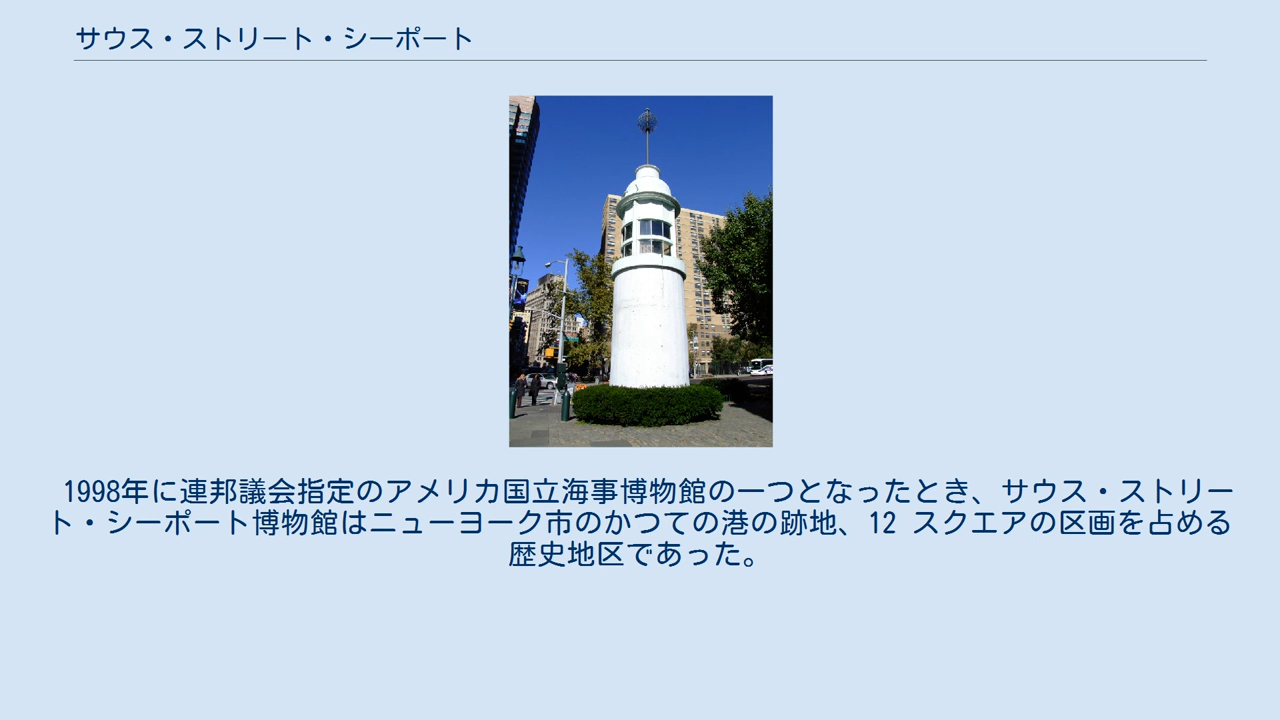 サウス・ストリート・シーポート
1998年に連邦議会指定のアメリカ国立海事博物館の一つとなったとき、サウス・ストリー
ト・シーポート博物館はニューヨーク市のかつての港の跡地、12 スクエアの区画を占める
歴史地区であった。